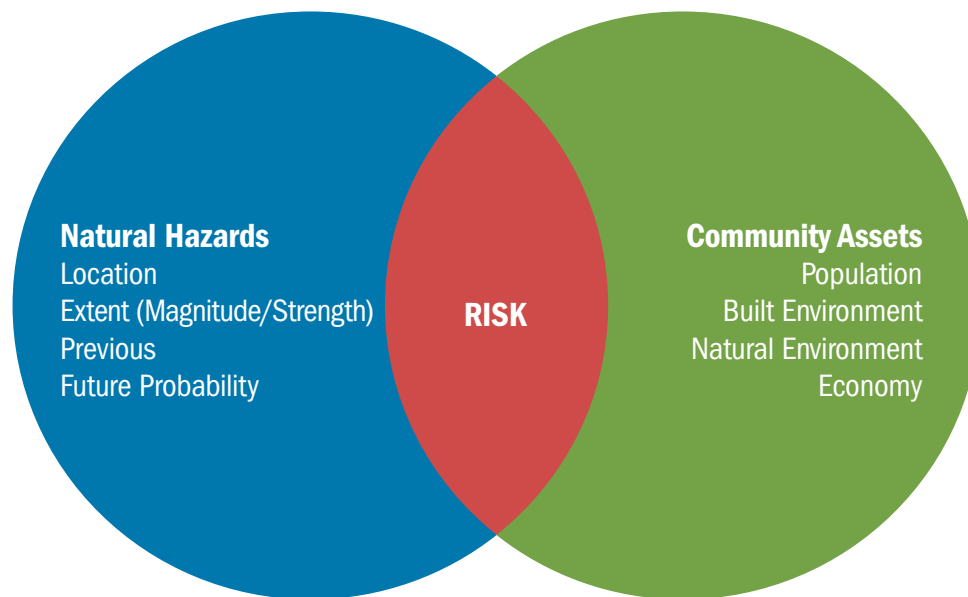 Natural Hazards
Location
Extent (Magnitude/Strength)
Previous
Future Probability
RISK
Community Assets
Population
Built Environment
Natural Environment
Economy